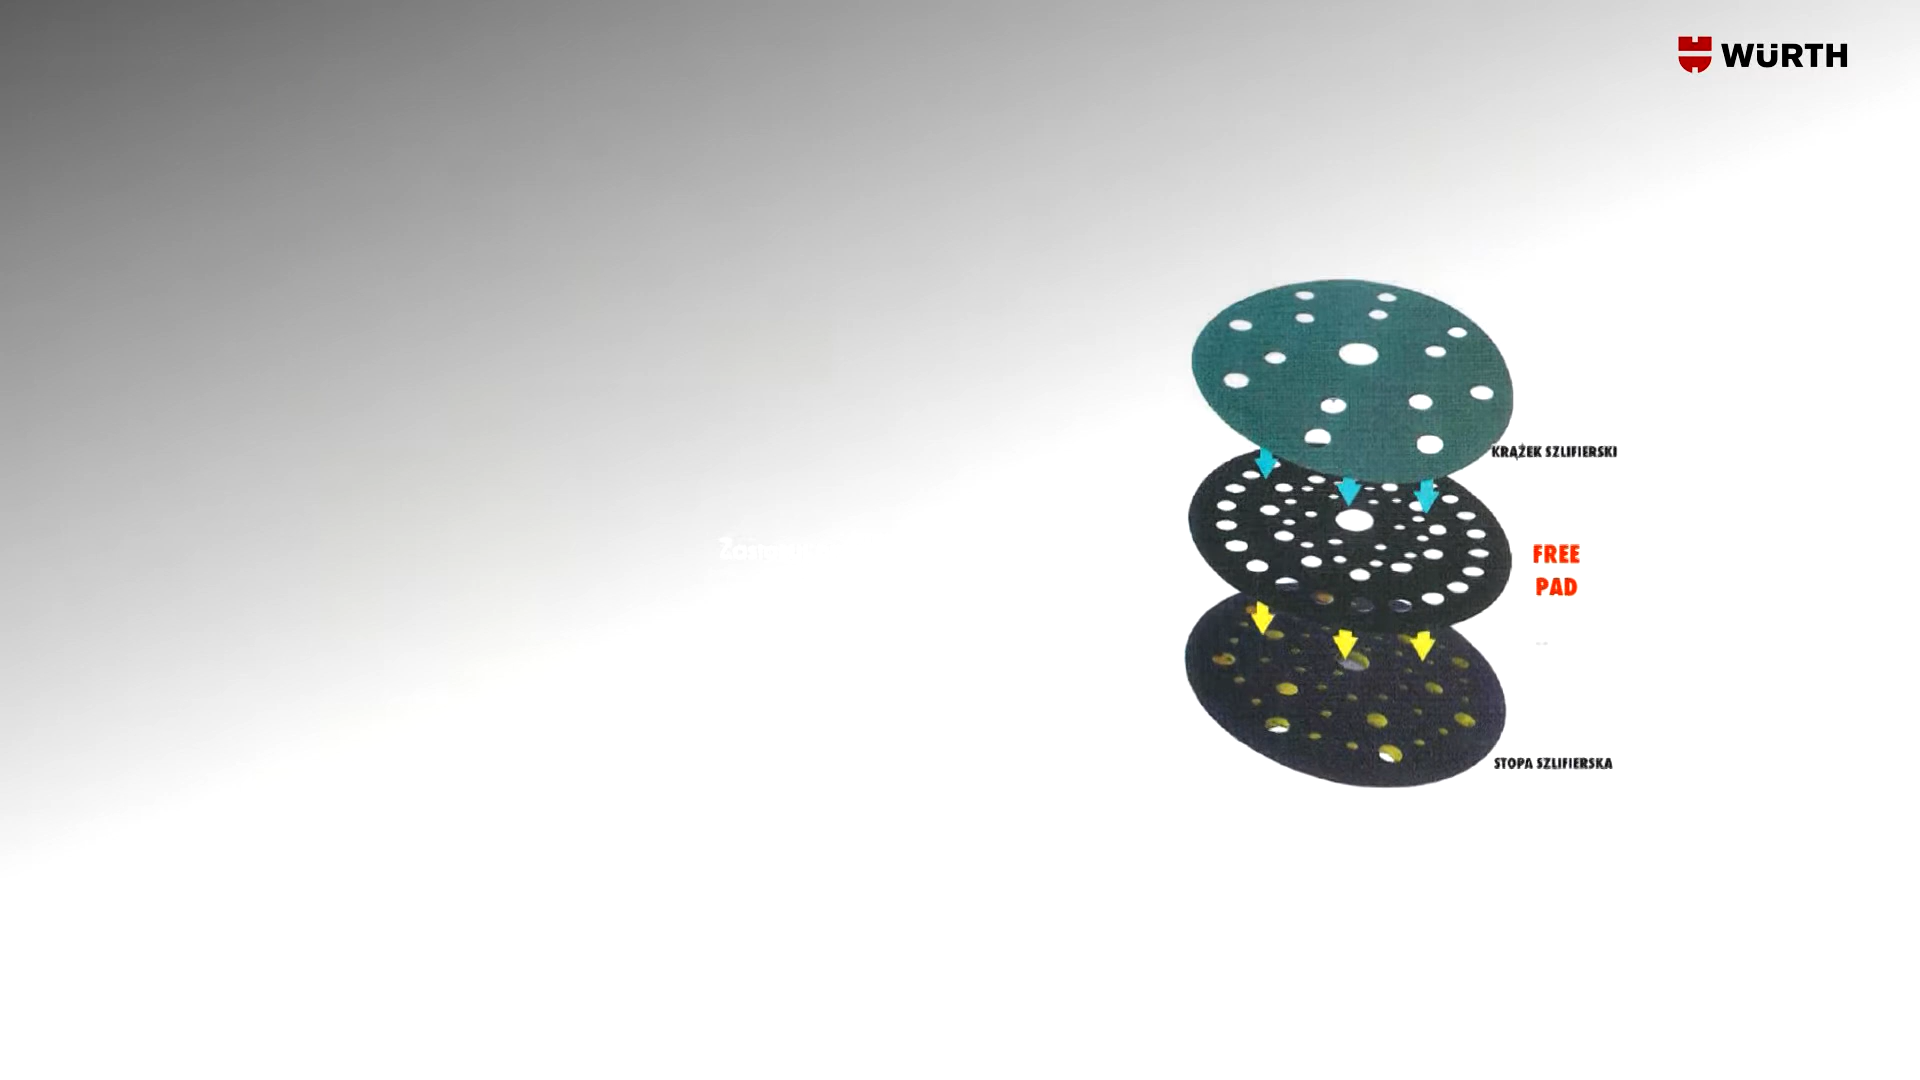 WÜRTH
KRĄŻEK SZLIFIERSKI
FREE
PAD
STOPA SZLIFIERSKA